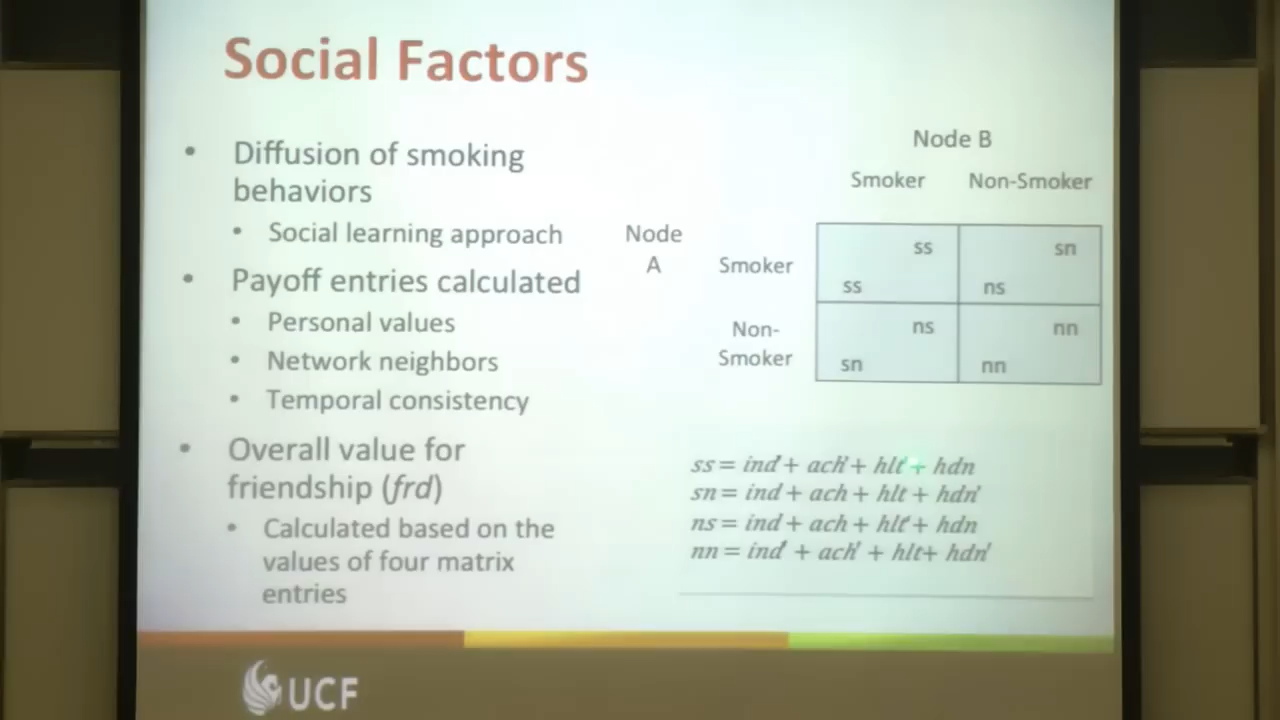 Social Factors
• Diffusion of smoking
behaviors
• Social learning approach
• Payoff entries calculated
• Personal values
• Network neighbors
• Temporal consistency
• Overall value for
friendship (frd)
• Calculated based on the
values of four matrix
entries
Node B
Smoker Non-Smoker
Node
A
Smoker
ss sn
ss ns
Non-
Smoker
ns nn
sn nn
ss = ind' + ach' + hlt' + hdn
sn = ind + ach + hlt + hdn'
ns = ind + ach + hlt' + hdn
nn = ind' + ach' + hlt + hdn'
UCF